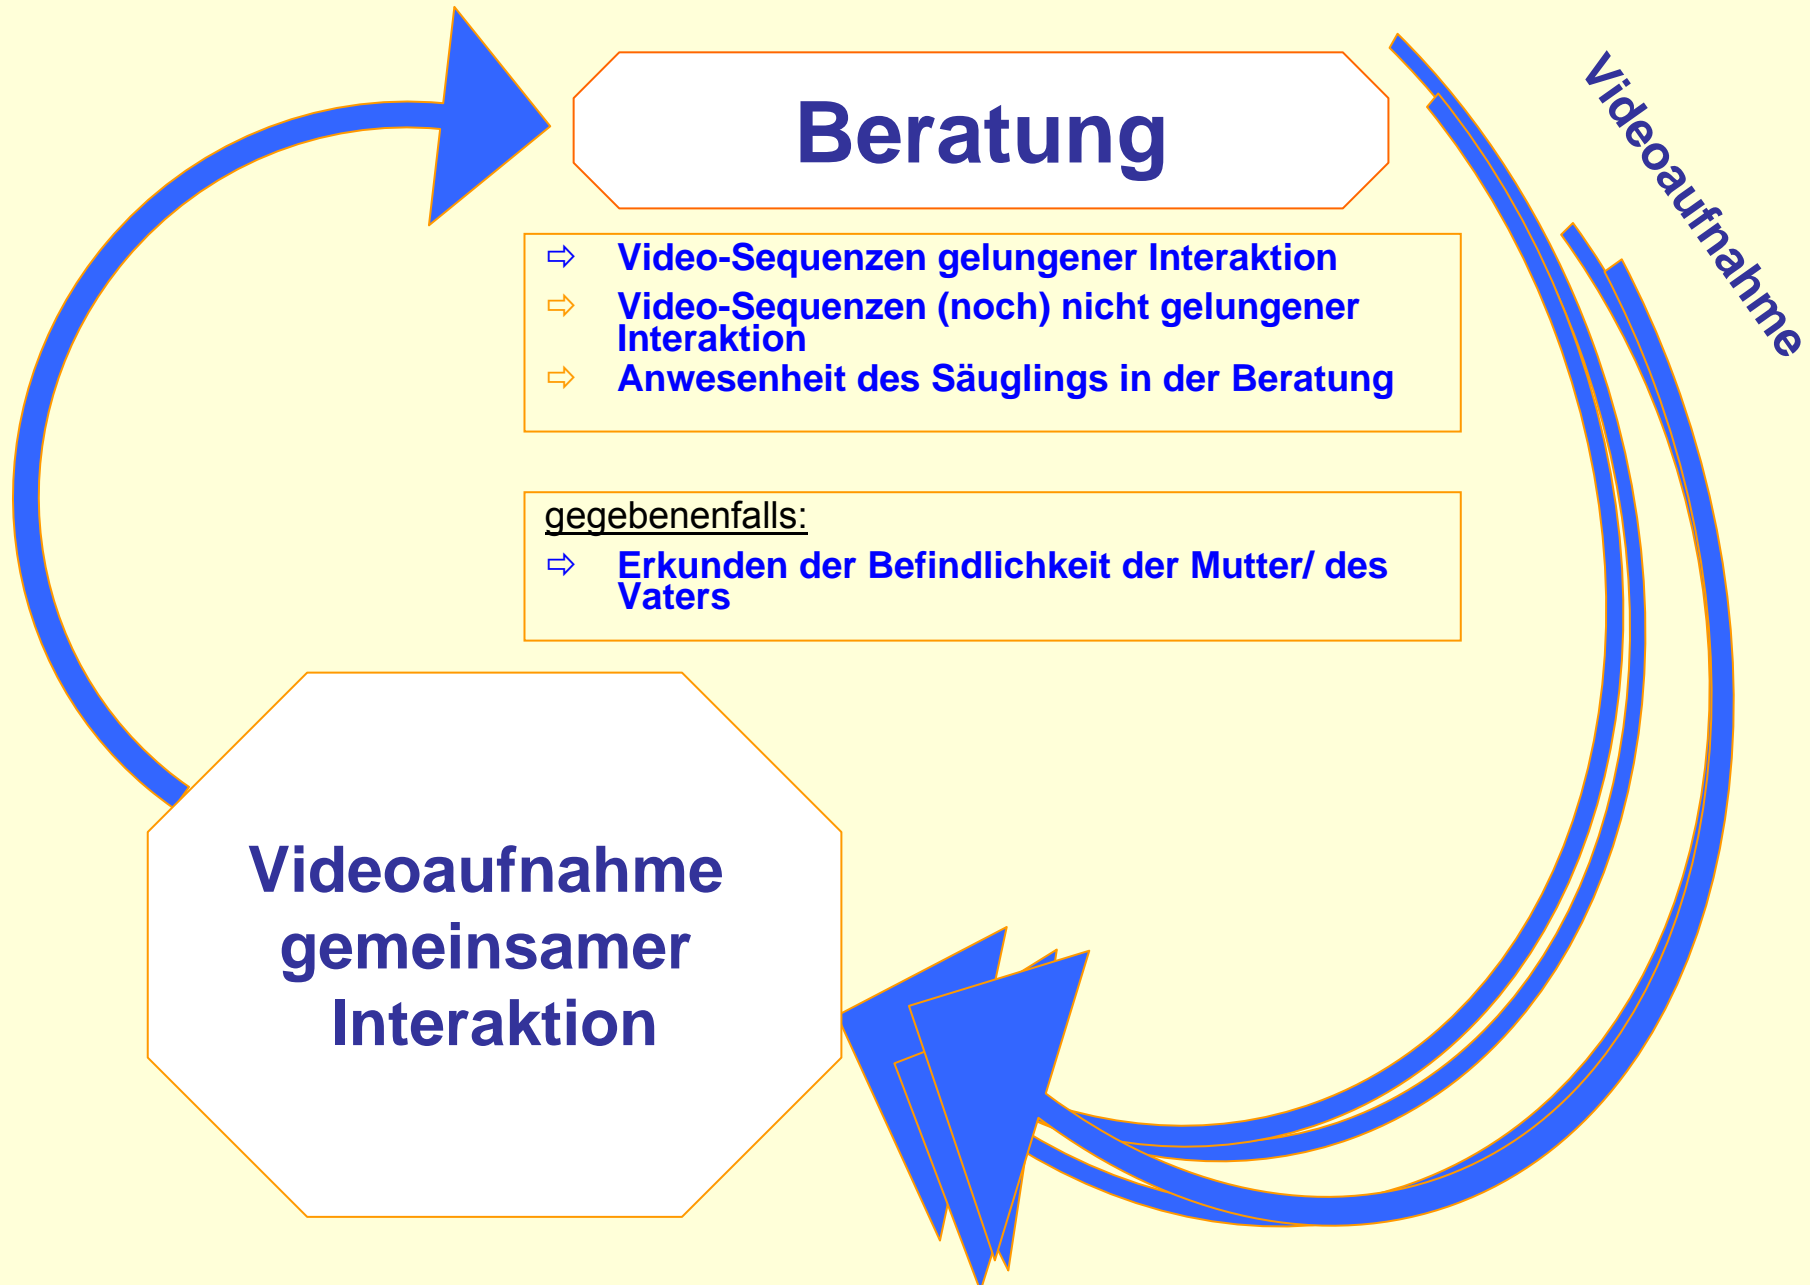 Beratung
Videoaufnahme
⇨ Video-Sequenzen gelungener Interaktion
⇨ Video-Sequenzen (noch) nicht gelungener
Interaktion
⇨ Anwesenheit des Säuglings in der Beratung
gegebenenfalls:
⇨ Erkunden der Befindlichkeit der Mutter/ des
Vaters
Videoaufnahme
gemeinsamer
Interaktion